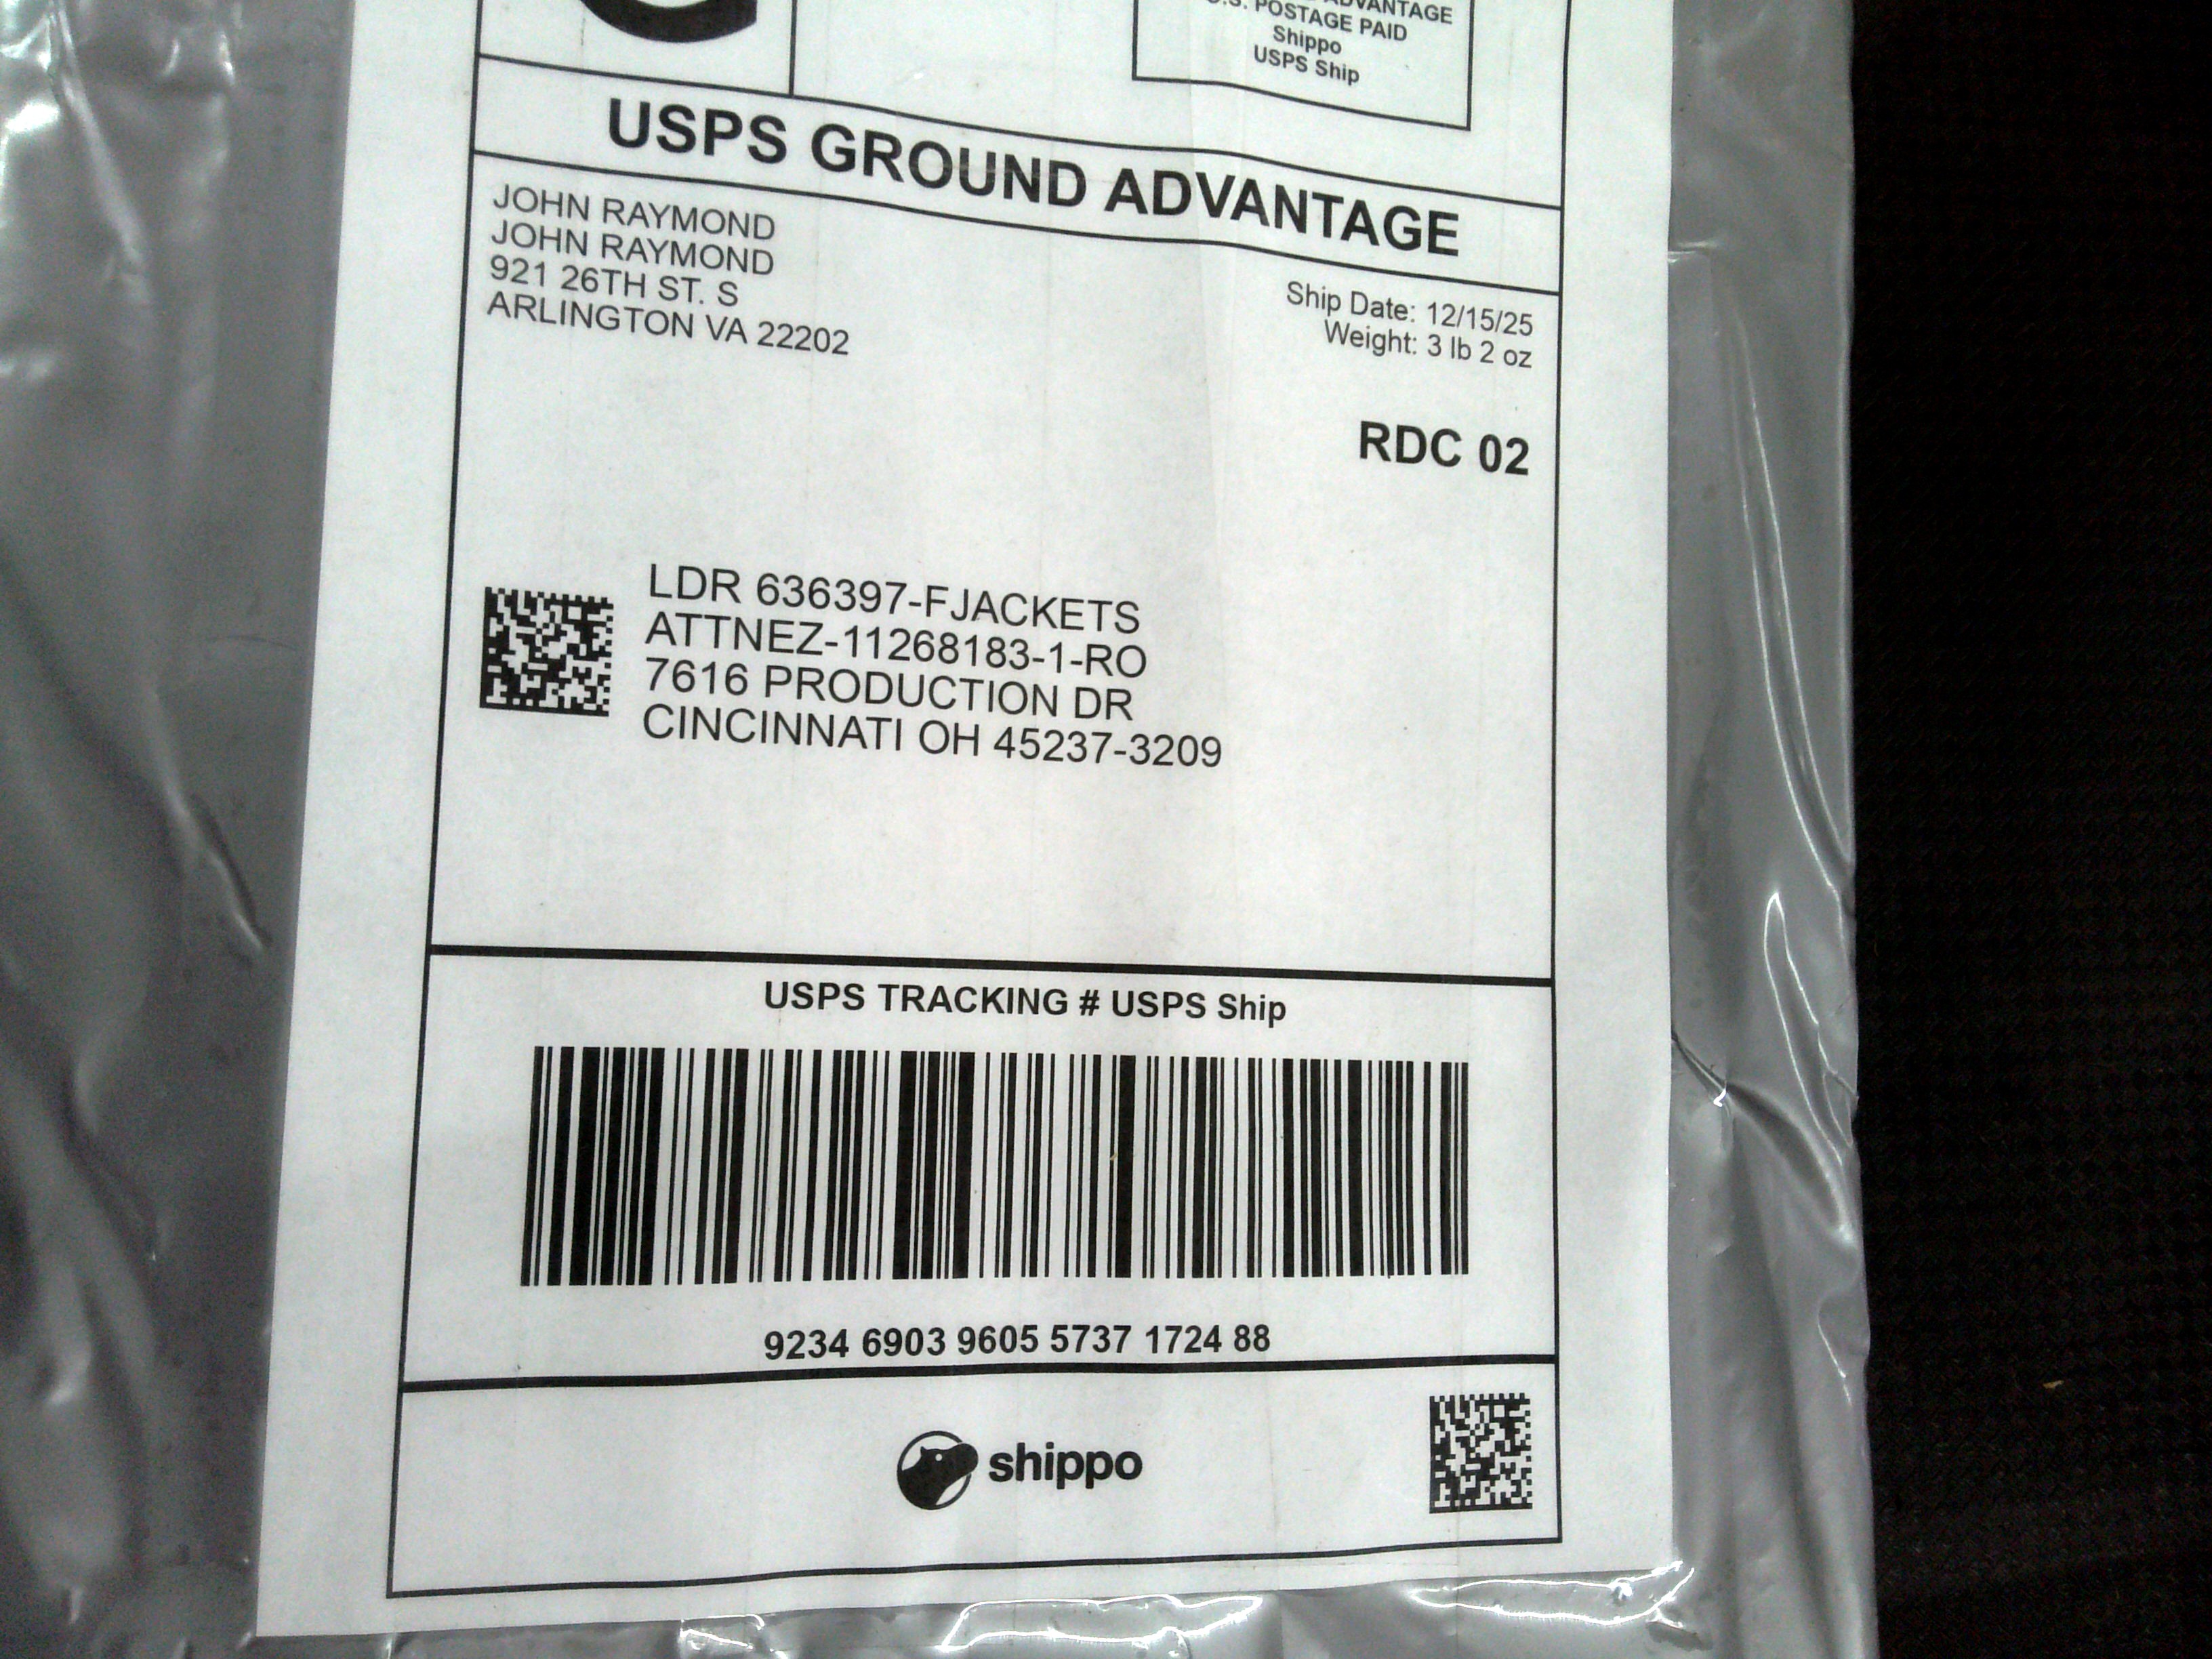 ADVANTAGE
U.S. POSTAGE PAID
Shippo
USPS Ship
USPS GROUND ADVANTAGE
JOHN RAYMOND
JOHN RAYMOND
921 26TH ST. S
ARLINGTON VA 22202
Ship Date: 12/15/25
Weight: 3 lb 2 oz
RDC 02
LDR 636397-FJACKETS
ATTNEZ-11268183-1-RO
7616 PRODUCTION DR
CINCINNATI OH 45237-3209
USPS TRACKING # USPS Ship
9234 6903 9605 5737 1724 88
shippo